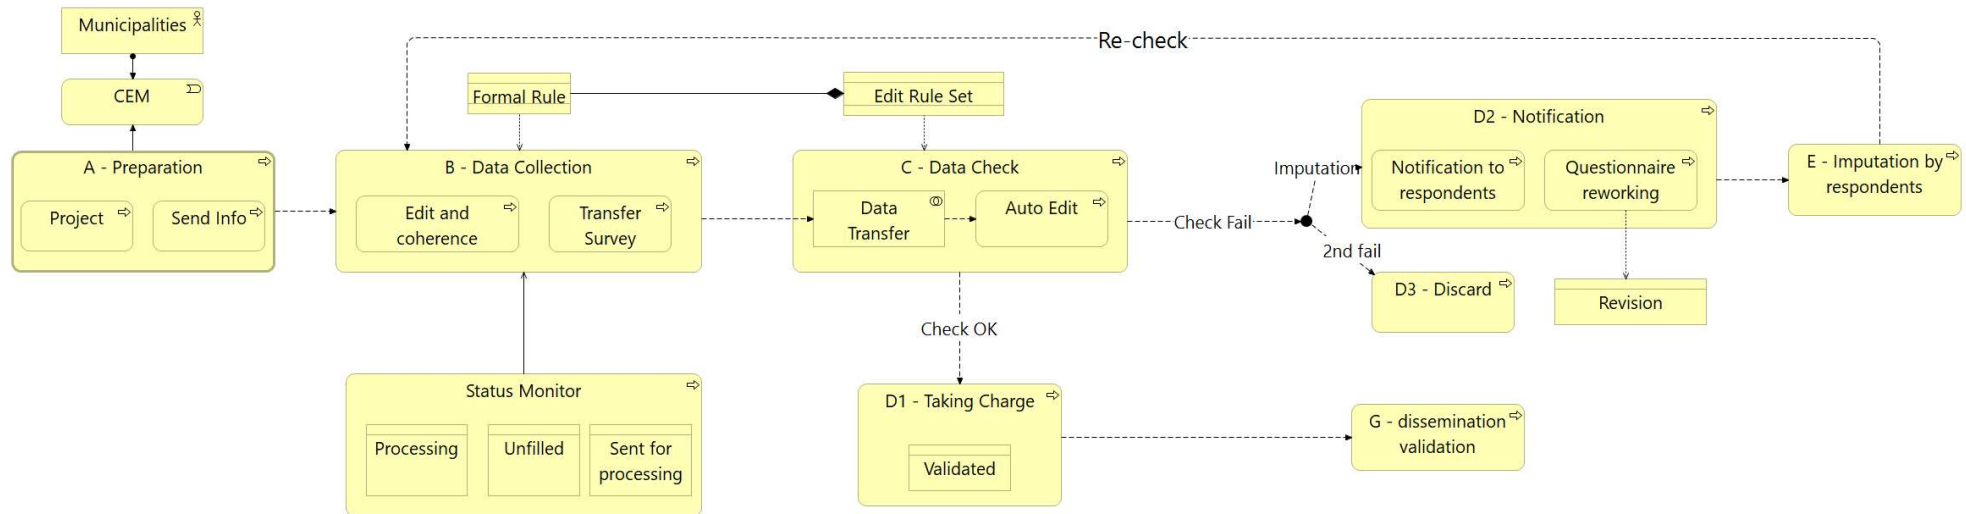 Municipalities
CEM
A - Preparation
Project
Send Info
Re-check
Formal Rule
Edit Rule Set
B - Data Collection
Edit and
coherence
Transfer
Survey
C - Data Check
Data
Transfer
Auto Edit
Check Fail
Imputation
2nd fail
D2 - Notification
Notification to
respondents
Questionnaire
reworking
E - Imputation by
respondents
D3 - Discard
Revision
Check OK
Status Monitor
Processing
Unfilled
Sent for
processing
D1 - Taking Charge
Validated
G - dissemination
validation